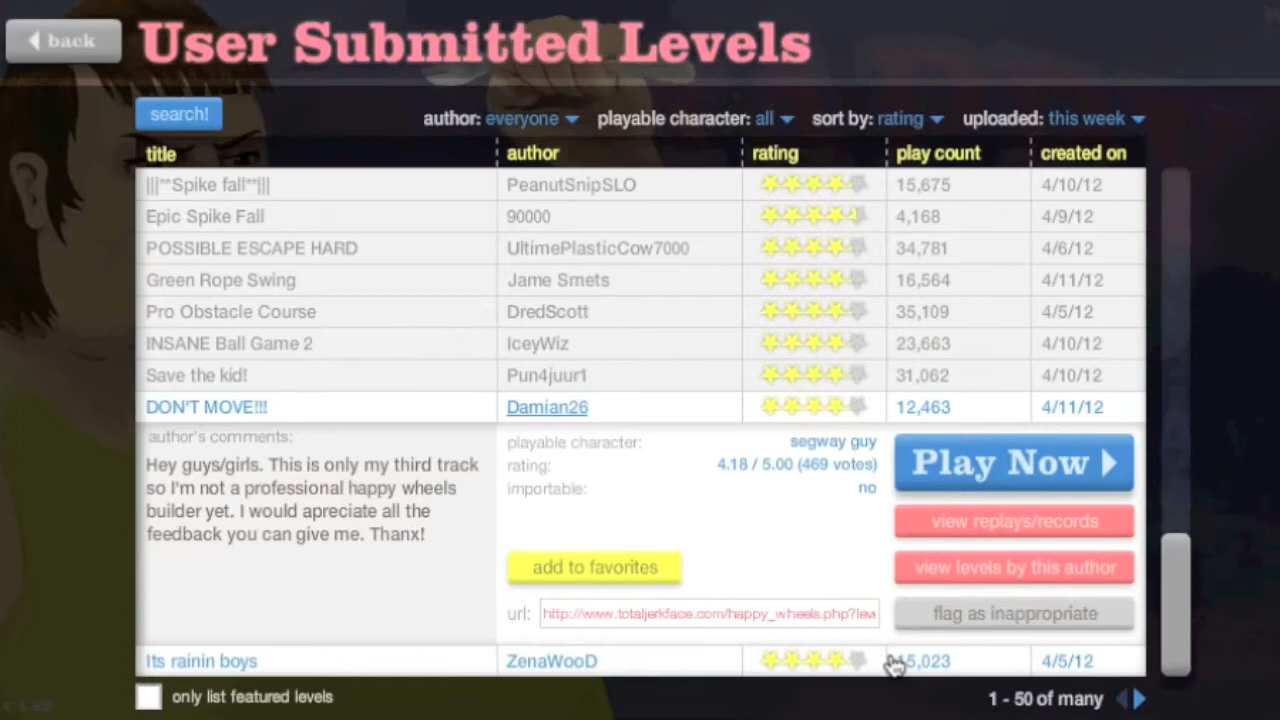 back
User Submitted Levels
search!
author: everyone playable character: all sort by: rating uploaded: this week
title author rating play count created on
|||**Spike fall**||| PeanutSnipSLO 15,675 4/10/12
Epic Spike Fall 90000 4,168 4/9/12
POSSIBLE ESCAPE HARD UltimePlasticCow7000 34,781 4/6/12
Green Rope Swing Jame Smets 16,564 4/11/12
Pro Obstacle Course DredScott 35,109 4/5/12
INSANE Ball Game 2 IceyWiz 23,663 4/10/12
Save the kid! Pun4juur1 31,062 4/10/12
DON'T MOVE!!! Damian26 12,463 4/11/12
author's comments:
Hey guys/girls. This is only my third track
so I'm not a professional happy wheels
builder yet. I would apreciate all the
feedback you can give me. Thanx!
playable character: segway guy
rating: 4.18 / 5.00 (469 votes)
importable: no
add to favorites
url: http://www.totaljerkface.com/happy_wheels.php?lev
Play Now
view replays/records
view levels by this author
flag as inappropriate
Its rainin boys ZenaWooD 15,023 4/5/12
only list featured levels
1 - 50 of many